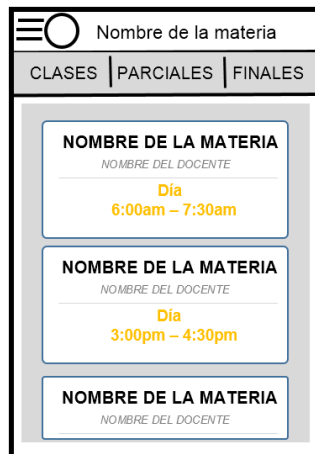 Nombre de la materia
CLASES PARCIALES FINALES
NOMBRE DE LA MATERIA
NOMBRE DEL DOCENTE
Día
6:00am – 7:30am
NOMBRE DE LA MATERIA
NOMBRE DEL DOCENTE
Día
3:00pm – 4:30pm
NOMBRE DE LA MATERIA
NOMBRE DEL DOCENTE